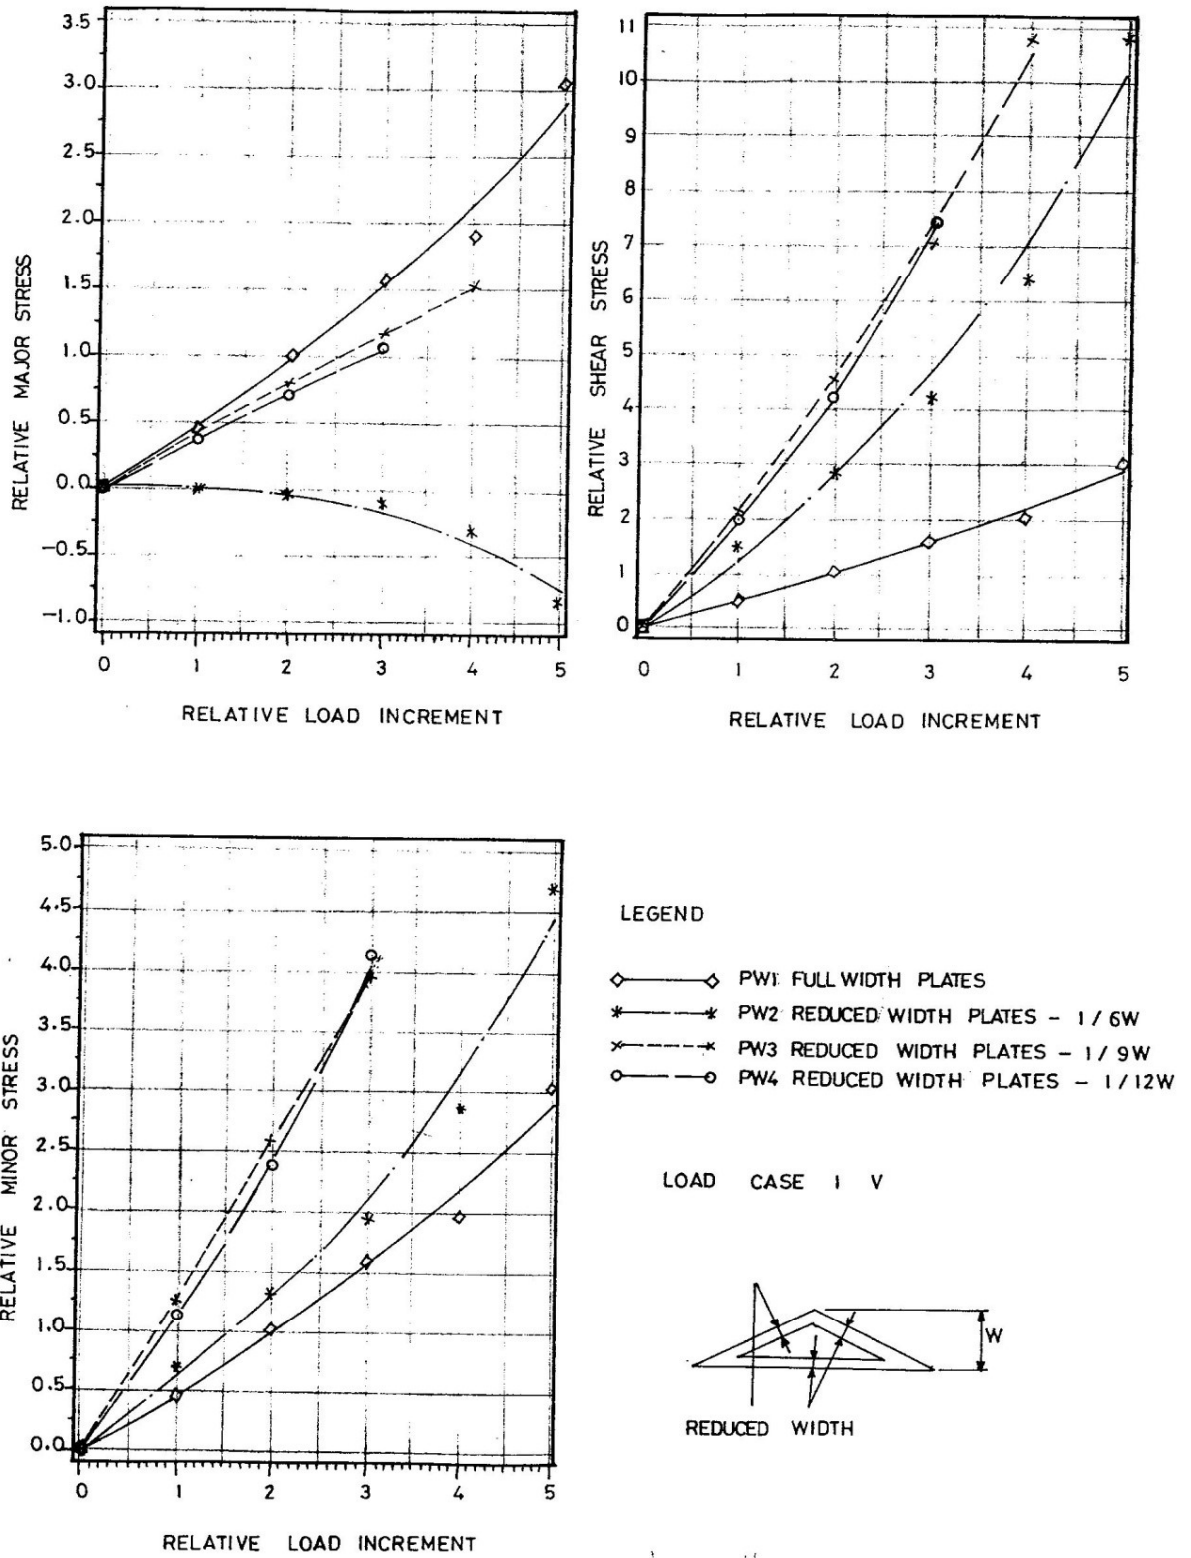 3.5
3.0
2.5
2.0
1.5
1.0
0.5
0.0
-0.5
-1.0
RELATIVE MAJOR STRESS
0 1 2 3 4 5
RELATIVE LOAD INCREMENT
11
10
9
8
7
6
5
4
3
2
1
0
RELATIVE SHEAR STRESS
0 1 2 3 4 5
RELATIVE LOAD INCREMENT
5.0
4.5
4.0
3.5
3.0
2.5
2.0
1.5
1.0
0.5
0.0
RELATIVE MINOR STRESS
0 1 2 3 4 5
RELATIVE LOAD INCREMENT
LEGEND
PW1 FULL WIDTH PLATES
PW2 REDUCED WIDTH PLATES - 1/6W
PW3 REDUCED WIDTH PLATES - 1/9W
PW4 REDUCED WIDTH PLATES - 1/12W
LOAD CASE I V
W
REDUCED WIDTH